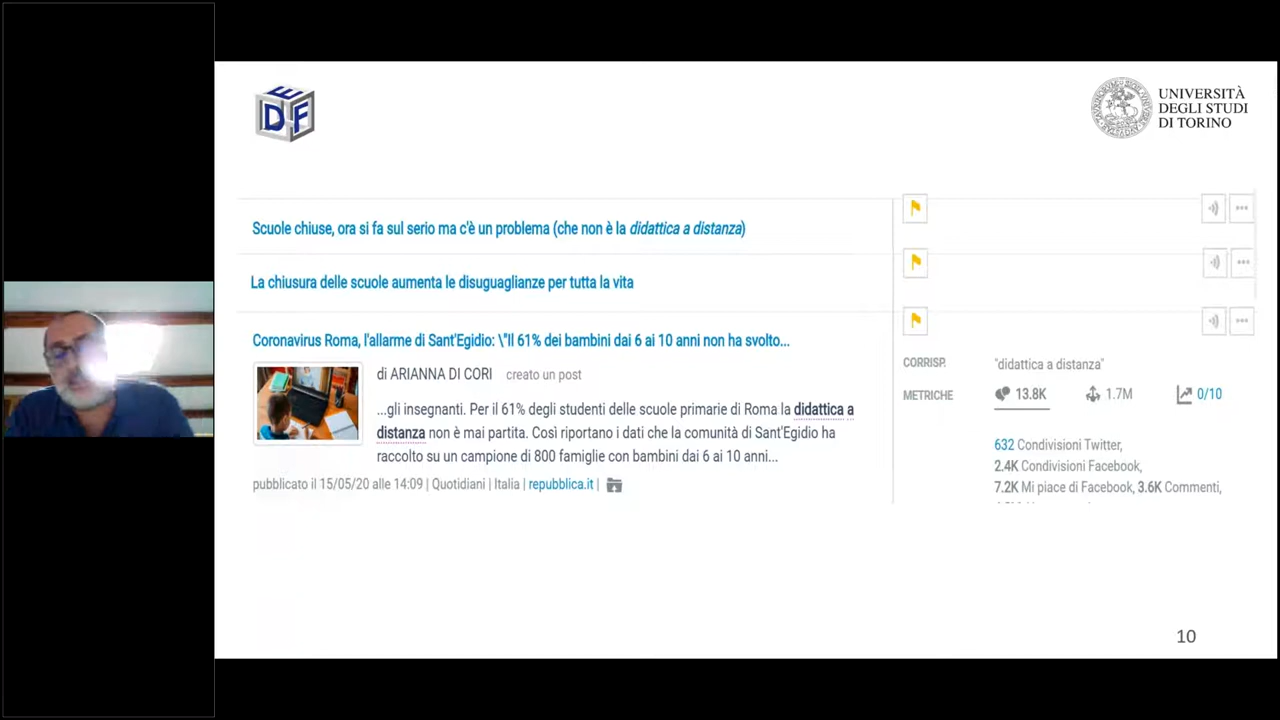 E
D F
UNIVERSITÀ
DEGLI STUDI
DI TORINO
Scuole chiuse, ora si fa sul serio ma c'è un problema (che non è la didattica a distanza)
La chiusura delle scuole aumenta le disuguaglianze per tutta la vita
Coronavirus Roma, l'allarme di Sant'Egidio: \"Il 61% dei bambini dai 6 ai 10 anni non ha svolto...
di ARIANNA DI CORI creato un post
...gli insegnanti. Per il 61% degli studenti delle scuole primarie di Roma la didattica a
distanza non è mai partita. Così riportano i dati che la comunità di Sant'Egidio ha
raccolto su un campione di 800 famiglie con bambini dai 6 ai 10 anni...
pubblicato il 15/05/20 alle 14:09 | Quotidiani | Italia | repubblica.it |
CORRISP. "didattica a distanza"
METRICHE 13.8K 1.7M 0/10
632 Condivisioni Twitter,
2.4K Condivisioni Facebook,
7.2K Mi piace di Facebook, 3.6K Commenti,
10